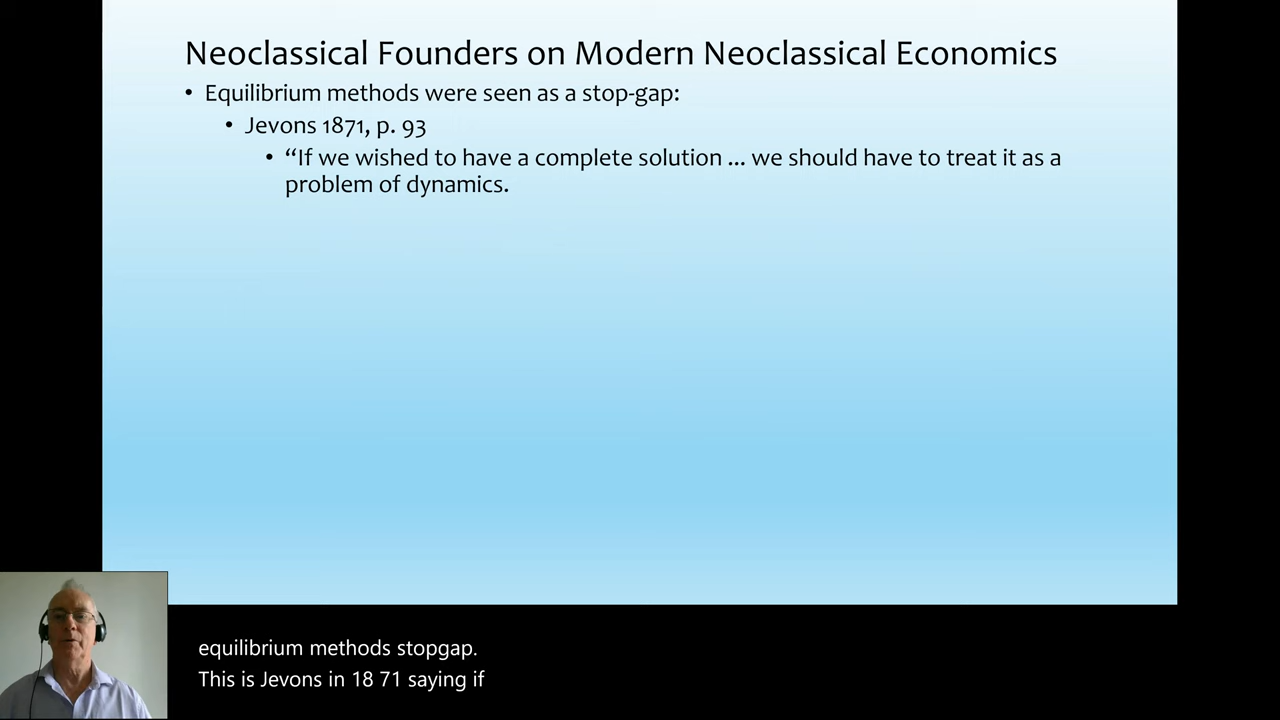 Neoclassical Founders on Modern Neoclassical Economics
• Equilibrium methods were seen as a stop-gap:
• Jevons 1871, p. 93
• “If we wished to have a complete solution ... we should have to treat it as a
problem of dynamics.
equilibrium methods stopgap.
This is Jevons in 18 71 saying if